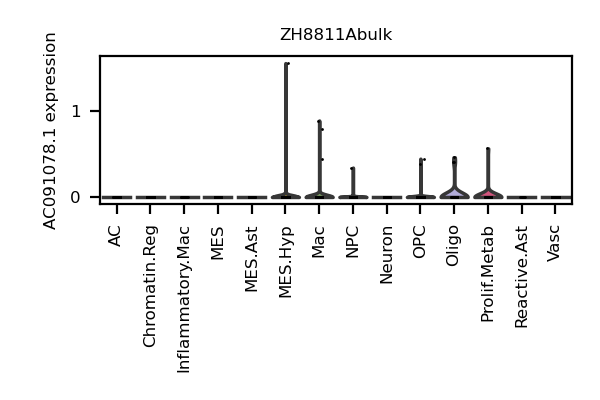 ZH8811Abulk
AC091078.1 expression
1
0
AC
Chromatin.Reg
Inflammatory.Mac
MES
MES.Ast
MES.Hyp
Mac
NPC
Neuron
OPC
Oligo
Prolif.Metab
Reactive.Ast
Vasc